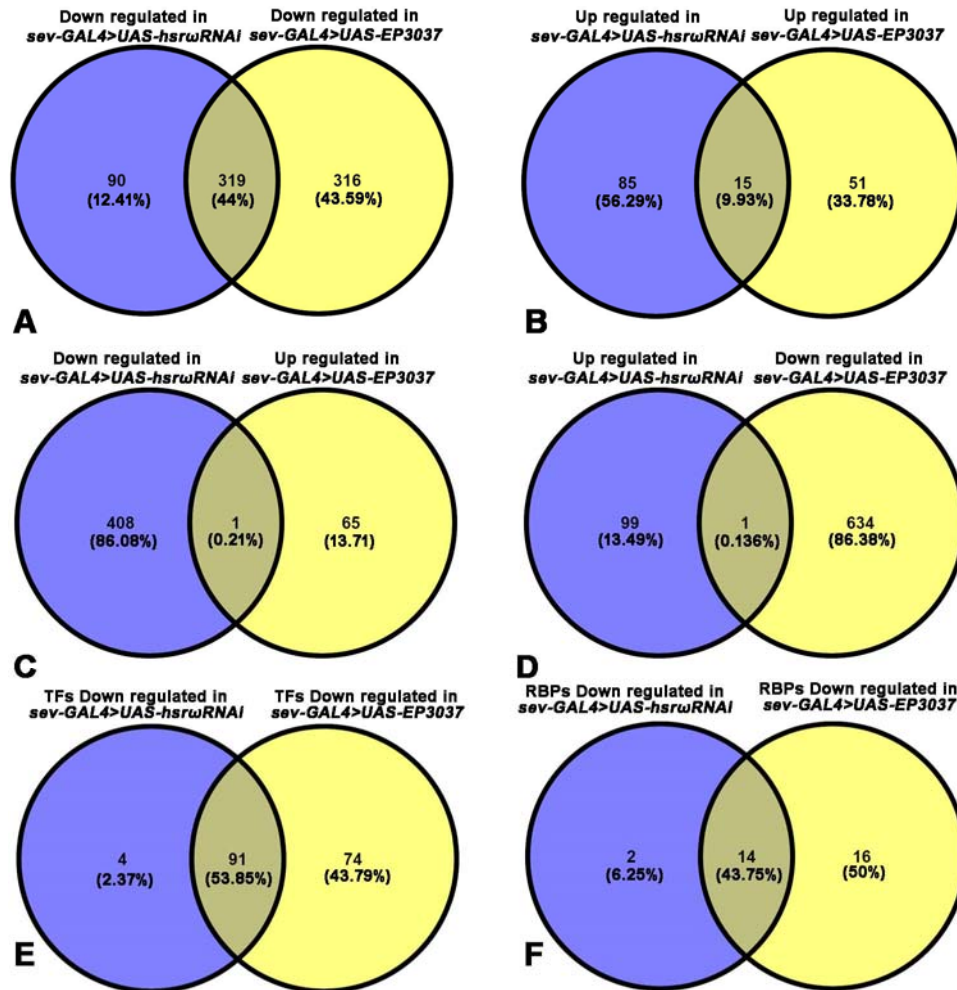 Down regulated in
sev-GAL4>UAS-hsrωRNAi
Down regulated in
sev-GAL4>UAS-EP3037
90
(12.41%)
319
(44%)
316
(43.59%)
A
Up regulated in
sev-GAL4>UAS-hsrωRNAi
Up regulated in
sev-GAL4>UAS-EP3037
85
(56.29%)
15
(9.93%)
51
(33.78%)
B
Down regulated in
sev-GAL4>UAS-hsrωRNAi
Up regulated in
sev-GAL4>UAS-EP3037
408
(86.08%)
1
(0.21%)
65
(13.71)
C
Up regulated in
sev-GAL4>UAS-hsrωRNAi
Down regulated in
sev-GAL4>UAS-EP3037
99
(13.49%)
1
(0.136%)
634
(86.38%)
D
TFs Down regulated in
sev-GAL4>UAS-hsrωRNAi
TFs Down regulated in
sev-GAL4>UAS-EP3037
4
(2.37%)
91
(53.85%)
74
(43.79%)
E
RBPs Down regulated in
sev-GAL4>UAS-hsrωRNAi
RBPs Down regulated in
sev-GAL4>UAS-EP3037
2
(6.25%)
14
(43.75%)
16
(50%)
F